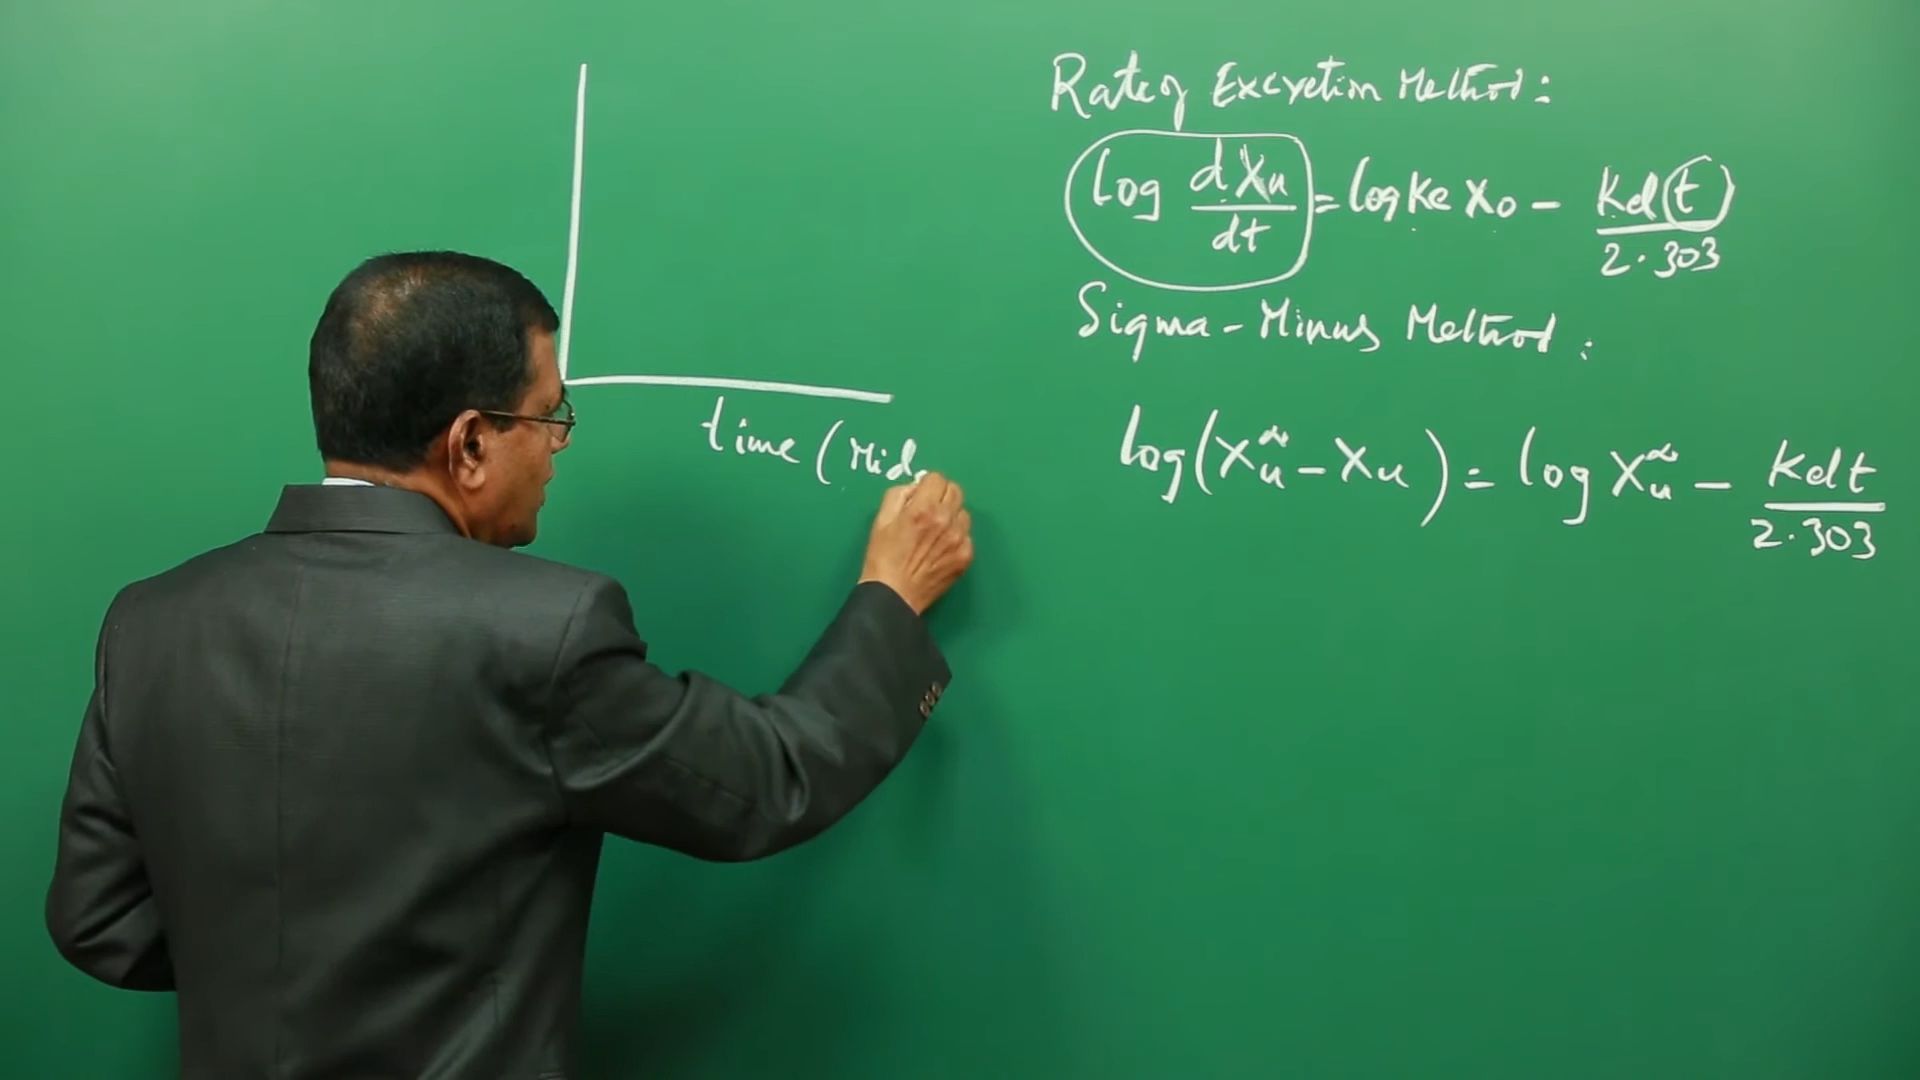 Rate of Excretion Method:
log dXu/dt = log Ke X0 - Kel t/2.303
Sigma-Minus Method:
log(Xu∞ - Xu) = log Xu∞ - Kel t/2.303
time (Mid